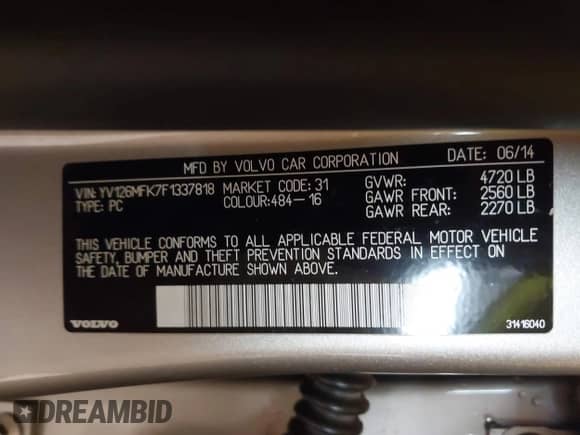 MFD BY VOLVO CAR CORPORATION DATE: 06/14
VIN: YV126MFK7F1337818 MARKET CODE: 31 GVWR: 4720 LB
TYPE: PC COLOUR:484-16 GAWR FRONT: 2560 LB
GAWR REAR: 2270 LB
THIS VEHICLE CONFORMS TO ALL APPLICABLE FEDERAL MOTOR VEHICLE
SAFETY, BUMPER AND THEFT PREVENTION STANDARDS IN EFFECT ON
THE DATE OF MANUFACTURE SHOWN ABOVE.
VOLVO 31416040
DREAMBID